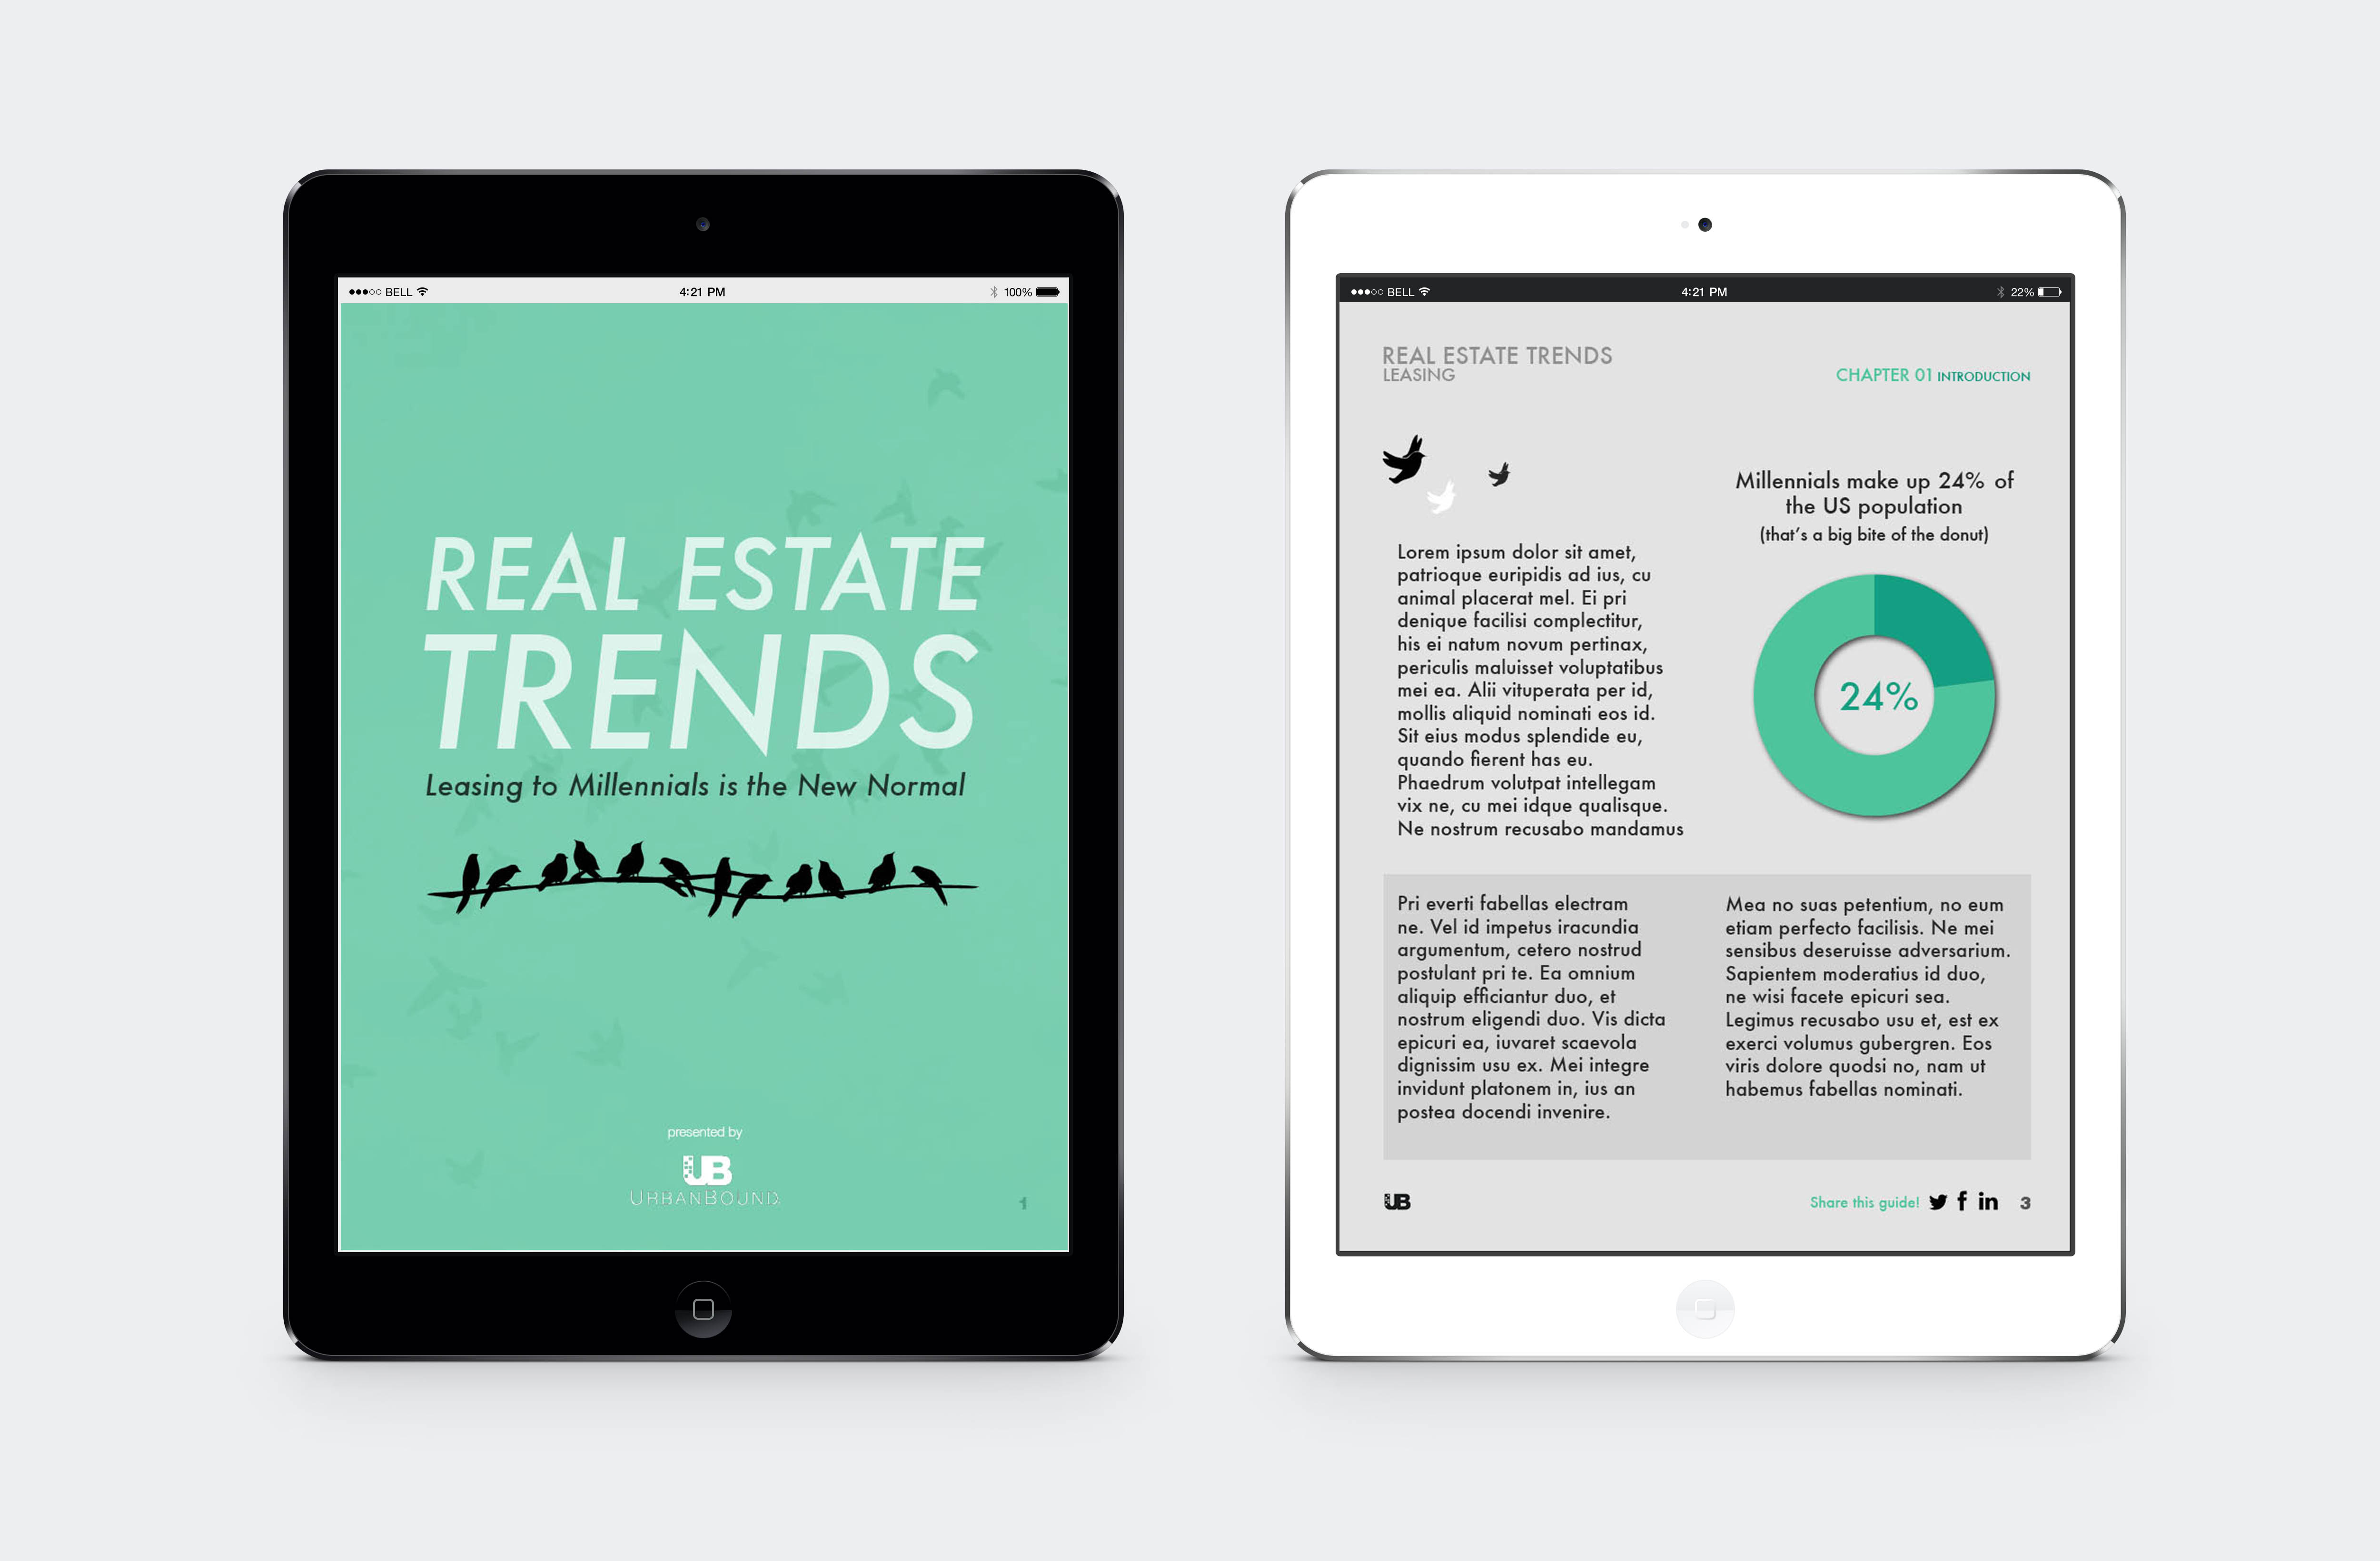 BELL
4:21 PM
100%
REAL ESTATE
TRENDS
Leasing to Millennials is the New Normal
presented by
UB
URBANBOUND
1
BELL
4:21 PM
22%
REAL ESTATE TRENDS
LEASING
CHAPTER 01 INTRODUCTION
Lorem ipsum dolor sit amet,
patrioque euripidis ad ius, cu
animal placerat mel. Ei pri
denique facilisi complectitur,
his ei natum novum pertinax,
periculis maluisset voluptatibus
mei ea. Alii vituperata per id,
mollis aliquid nominati eos id.
Sit eius modus splendide eu,
quando fierent has eu.
Phaedrum volutpat intellegam
vix ne, cu mei idque qualisque.
Ne nostrum recusabo mandamus
Millennials make up 24% of
the US population
(that's a big bite of the donut)
24%
Pri everti fabellas electram
ne. Vel id impetus iracundia
argumentum, cetero nostrud
postulant pri te. Ea omnium
aliquip efficiantur duo, et
nostrum eligendi duo. Vis dicta
epicuri ea, iuvaret scaevola
dignissim usu ex. Mei integre
invidunt platonem in, ius an
postea docendi invenire.
Mea no suas petentium, no eum
etiam perfecto facilisis. Ne mei
sensibus deseruisse adversarium.
Sapientem moderatius id duo,
ne wisi facete epicuri sea.
Legimus recusabo usu et, est ex
exerci volumus gubergren. Eos
viris dolore quodsi no, nam ut
habemus fabellas nominati.
UB
Share this guide! f in 3